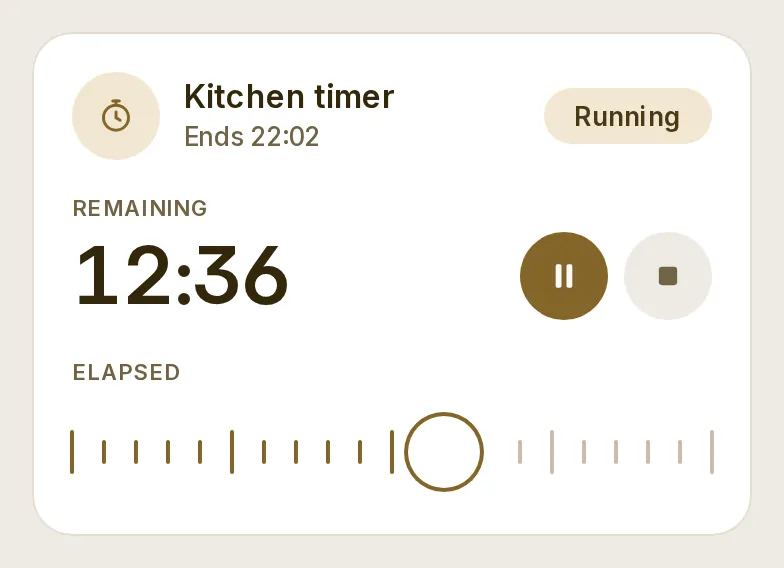 Kitchen timer
Ends 22:02
Running
REMAINING
12:36
ELAPSED